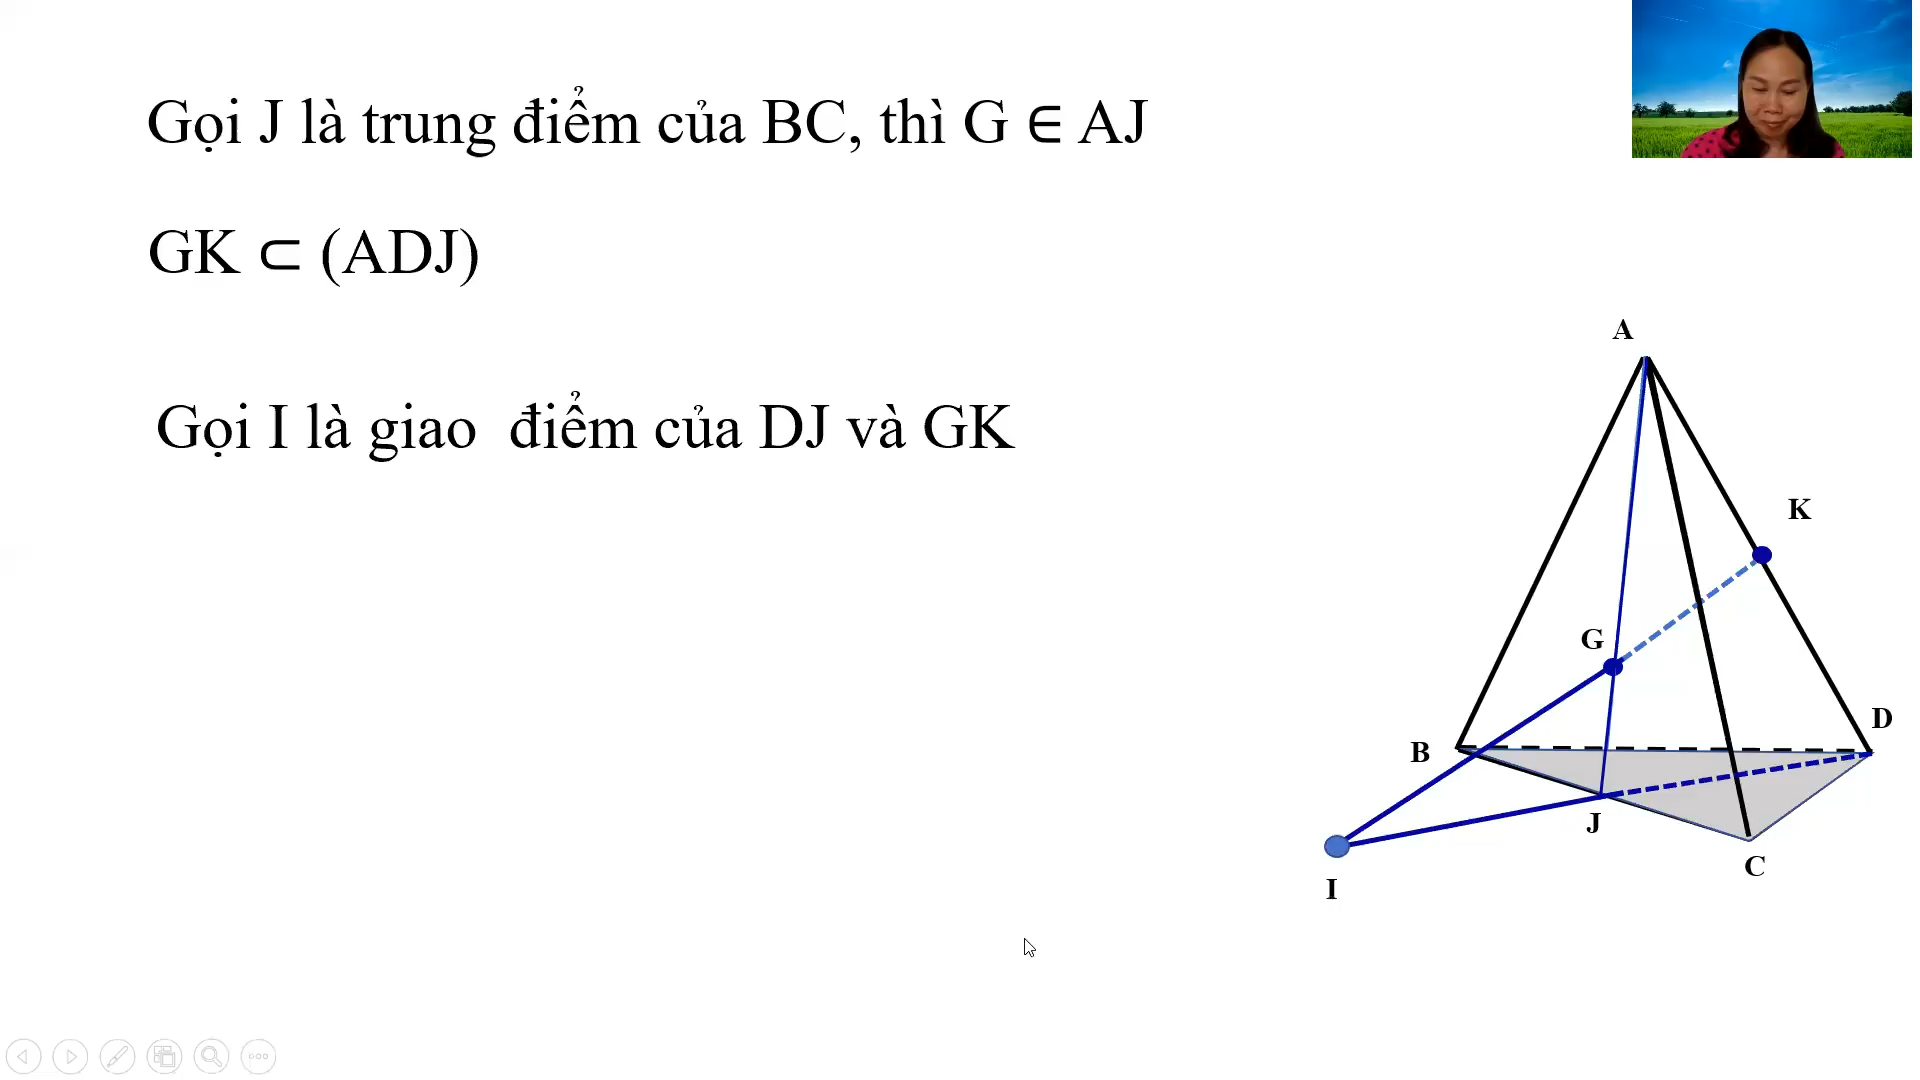 Gọi J là trung điểm của BC, thì G ∈ AJ
GK ⊂ (ADJ)
Gọi I là giao điểm của DJ và GK
A
K
G
D
B
J
C
I